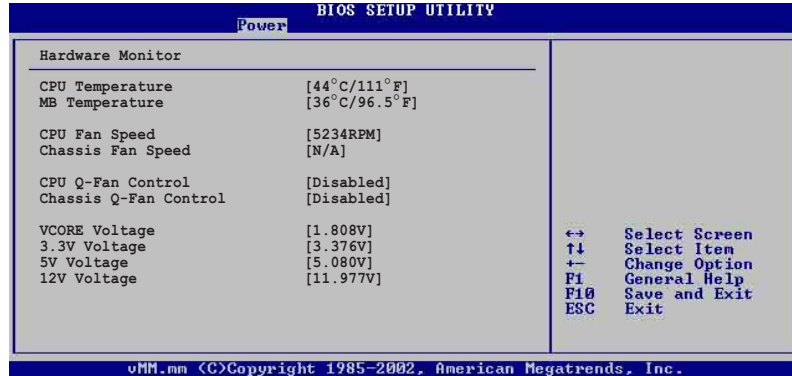 BIOS SETUP UTILITY
Power
Hardware Monitor
CPU Temperature [44°C/111°F]
MB Temperature [36°C/96.5°F]
CPU Fan Speed [5234RPM]
Chassis Fan Speed [N/A]
CPU Q-Fan Control [Disabled]
Chassis Q-Fan Control [Disabled]
VCORE Voltage [1.808V]
3.3V Voltage [3.376V]
5V Voltage [5.080V]
12V Voltage [11.977V]
←→ Select Screen
↑↓ Select Item
+- Change Option
F1 General Help
F10 Save and Exit
ESC Exit
vMM.mm (C)Copyright 1985-2002, American Megatrends, Inc.